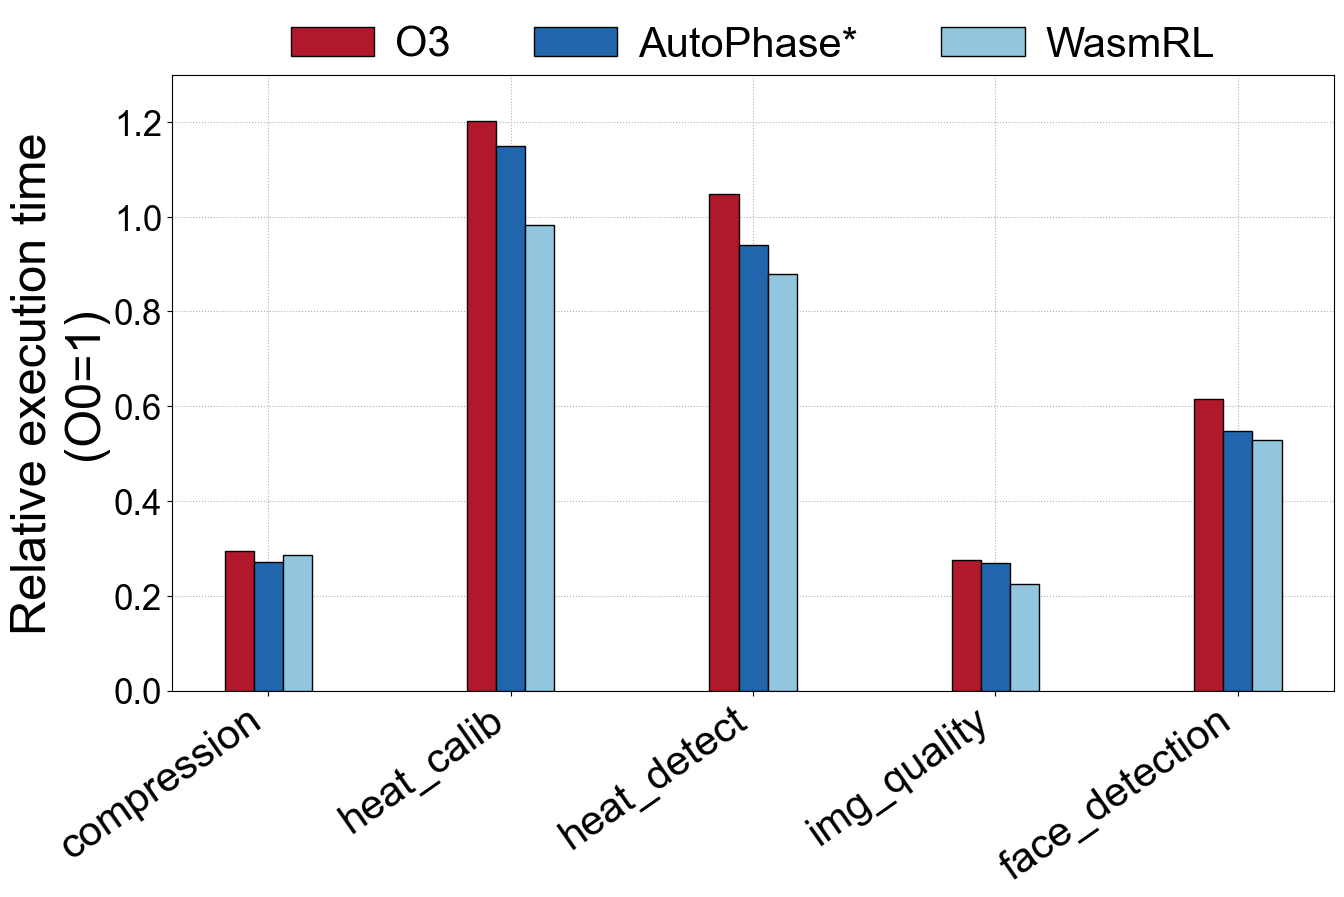 O3 AutoPhase* WasmRL
Relative execution time
(O0=1)
1.2
1.0
0.8
0.6
0.4
0.2
0.0
compression heat_calib heat_detect img_quality face_detection